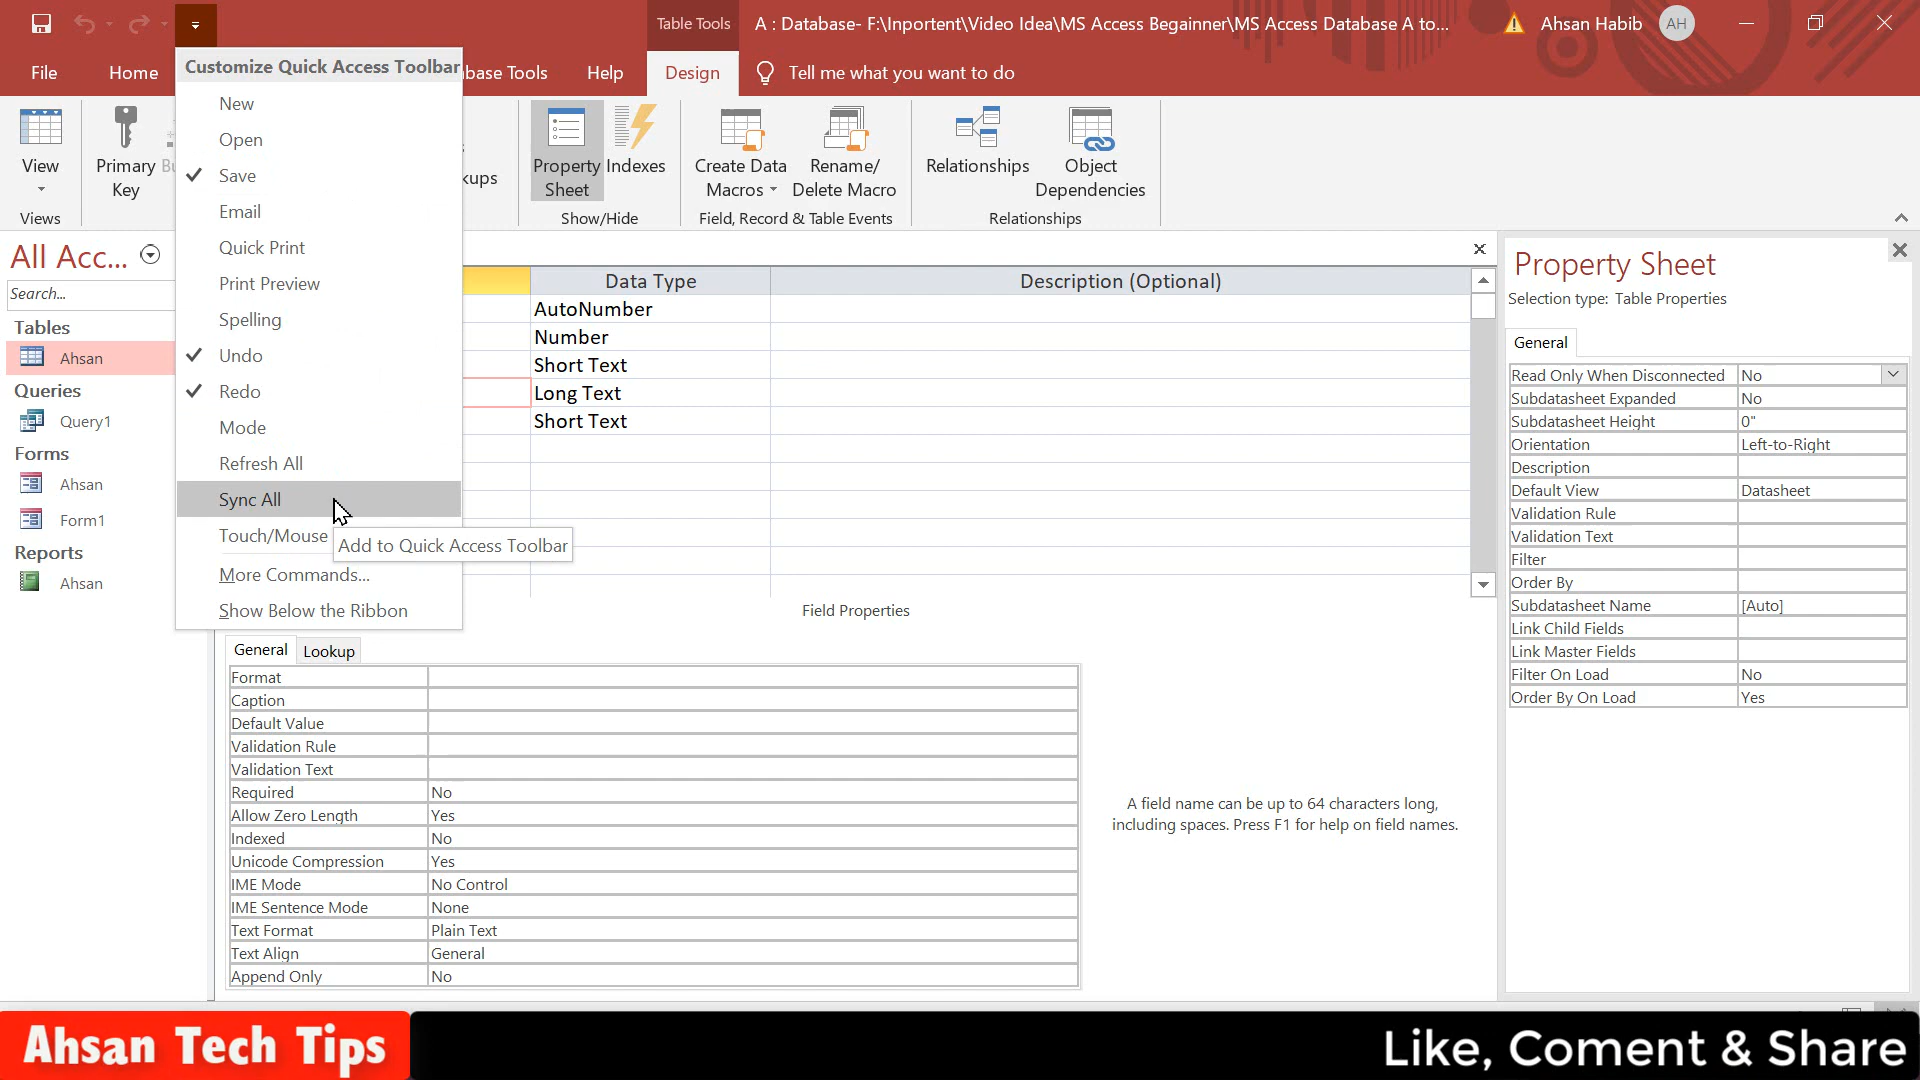 Table Tools
A : Database- F:\Inportent\Video Idea\MS Access Begainner\MS Access Database A to...
Ahsan Habib
AH
File
Home
base Tools
Help
Design
Tell me what you want to do
Customize Quick Access Toolbar
New
Open
Save
Email
Quick Print
Print Preview
Spelling
Undo
Redo
Mode
Refresh All
Sync All
Touch/Mouse
Add to Quick Access Toolbar
More Commands...
Show Below the Ribbon
View
Views
Primary
Key
Bu
kups
Property
Sheet
Indexes
Show/Hide
Create Data
Macros
Rename/
Delete Macro
Field, Record & Table Events
Relationships
Object
Dependencies
Relationships
All Acc...
Search...
Tables
Ahsan
Queries
Query1
Forms
Ahsan
Form1
Reports
Ahsan
Data Type
Description (Optional)
AutoNumber
Number
Short Text
Long Text
Short Text
Field Properties
General
Lookup
Format
Caption
Default Value
Validation Rule
Validation Text
Required No
Allow Zero Length Yes
Indexed No
Unicode Compression Yes
IME Mode No Control
IME Sentence Mode None
Text Format Plain Text
Text Align General
Append Only No
A field name can be up to 64 characters long,
including spaces. Press F1 for help on field names.
Property Sheet
Selection type: Table Properties
General
Read Only When Disconnected No
Subdatasheet Expanded No
Subdatasheet Height 0"
Orientation Left-to-Right
Description
Default View Datasheet
Validation Rule
Validation Text
Filter
Order By
Subdatasheet Name [Auto]
Link Child Fields
Link Master Fields
Filter On Load No
Order By On Load Yes
Ahsan Tech Tips
Like, Coment & Share